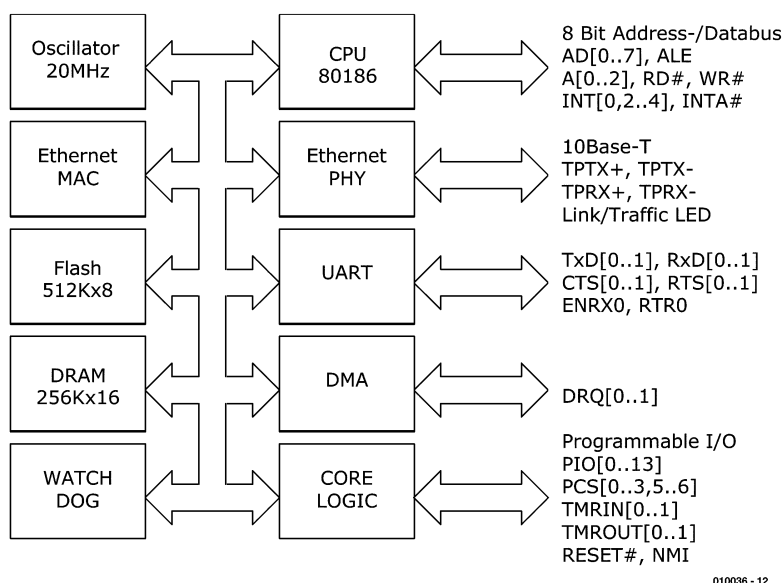 Oscillator
20MHz
CPU
80186
8 Bit Address-/Databus
AD[0..7], ALE
A[0..2], RD#, WR#
INT[0,2..4], INTA#
Ethernet
MAC
Ethernet
PHY
10Base-T
TPTX+, TPTX-
TPRX+, TPRX-
Link/Traffic LED
Flash
512Kx8
UART
TxD[0..1], RxD[0..1]
CTS[0..1], RTS[0..1]
ENRX0, RTR0
DRAM
256Kx16
DMA
DRQ[0..1]
WATCH
DOG
CORE
LOGIC
Programmable I/O
PIO[0..13]
PCS[0..3,5..6]
TMRIN[0..1]
TMROUT[0..1]
RESET#, NMI
010036 - 12